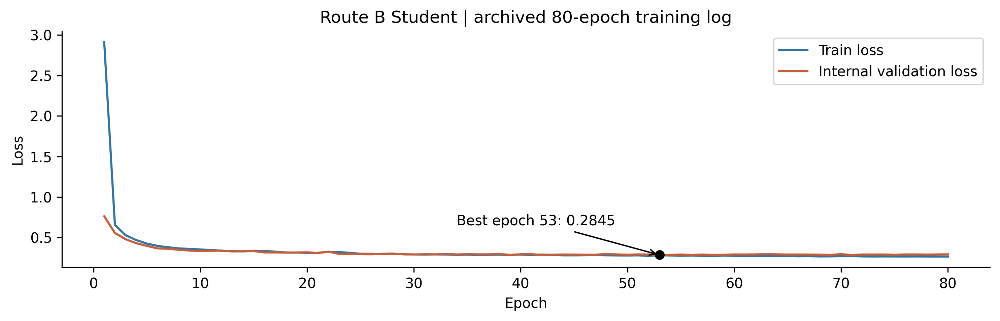 Route B Student | archived 80-epoch training log
3.0
2.5
2.0
1.5
1.0
0.5
Loss
Train loss
Internal validation loss
Best epoch 53: 0.2845
0 10 20 30 40 50 60 70 80
Epoch